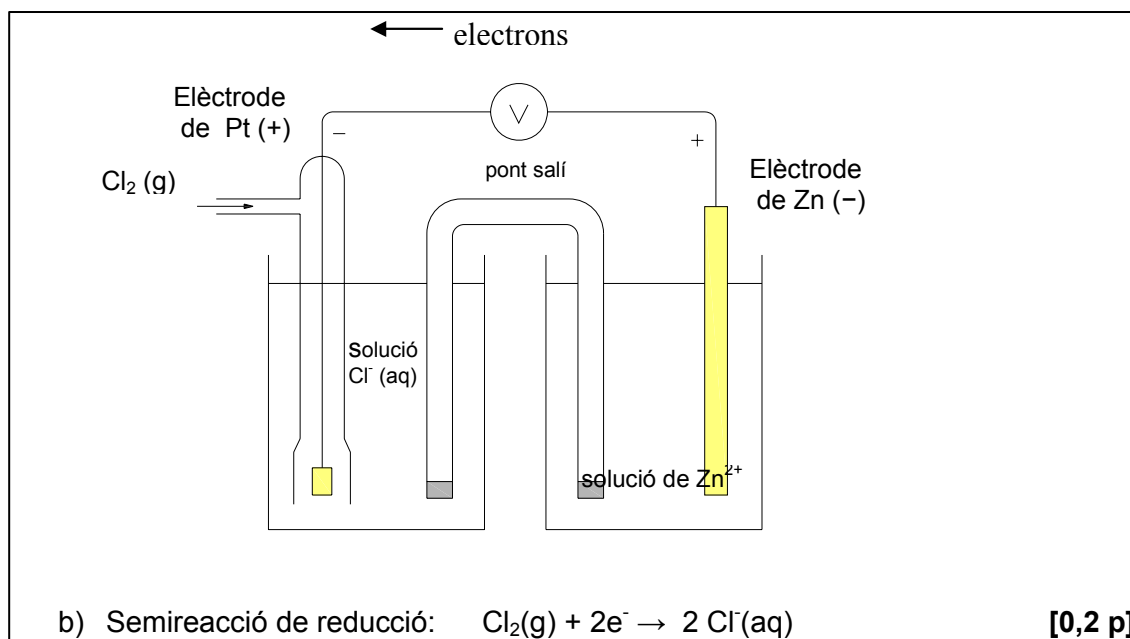 electrons
Elèctrode
de Pt (+)
V
−
+
Cl₂ (g)
pont salí
Elèctrode
de Zn (−)
Solució
Cl⁻ (aq)
solució de Zn²⁺
b) Semireacció de reducció: Cl₂(g) + 2e⁻ → 2 Cl⁻(aq) [0,2 p]